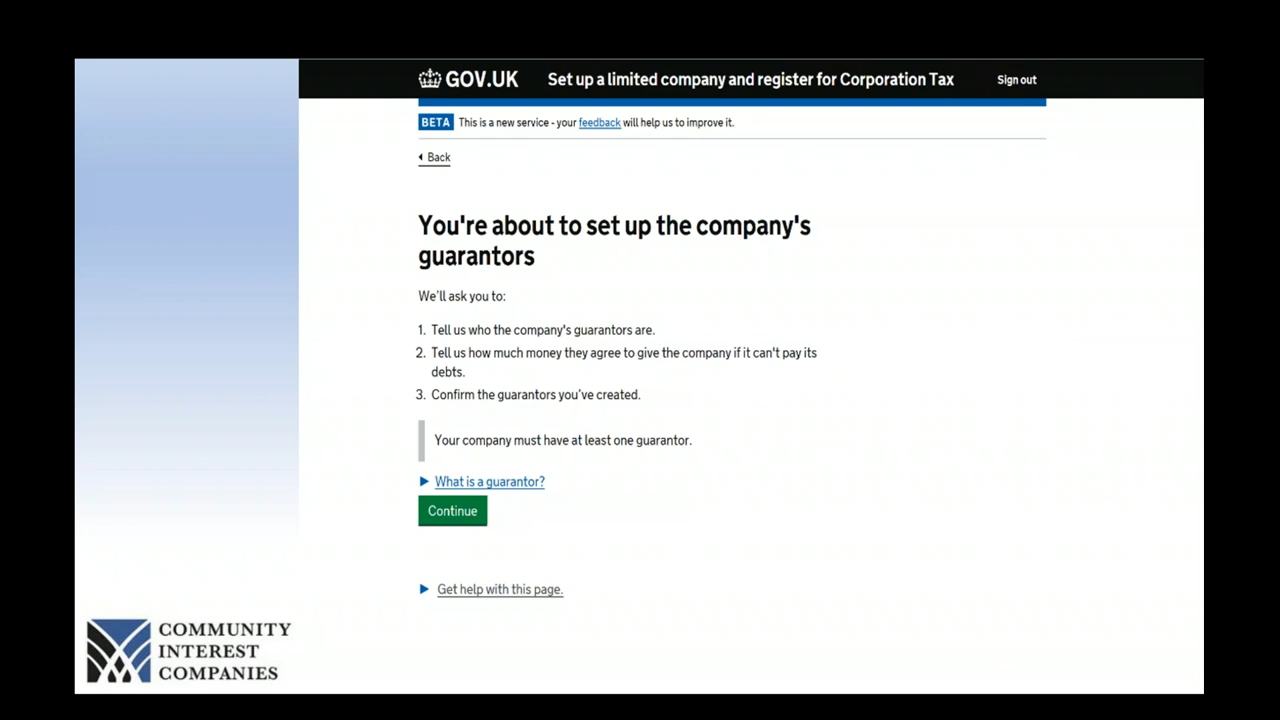 GOV.UK Set up a limited company and register for Corporation Tax Sign out
BETA This is a new service - your feedback will help us to improve it.
Back
You're about to set up the company's
guarantors
We'll ask you to:
1. Tell us who the company's guarantors are.
2. Tell us how much money they agree to give the company if it can't pay its
debts.
3. Confirm the guarantors you've created.
Your company must have at least one guarantor.
What is a guarantor?
Continue
Get help with this page.
COMMUNITY
INTEREST
COMPANIES